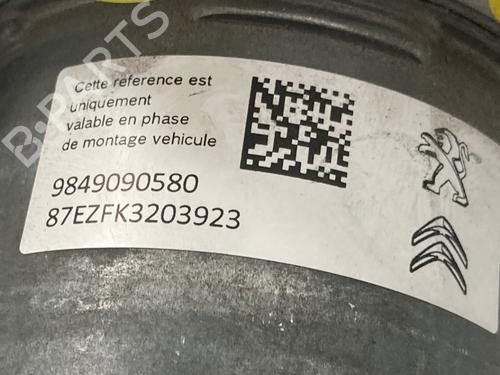 Cette reference est
uniquement
valable en phase
de montage vehicule
9849090580
87EZFK3203923
B-PARTS